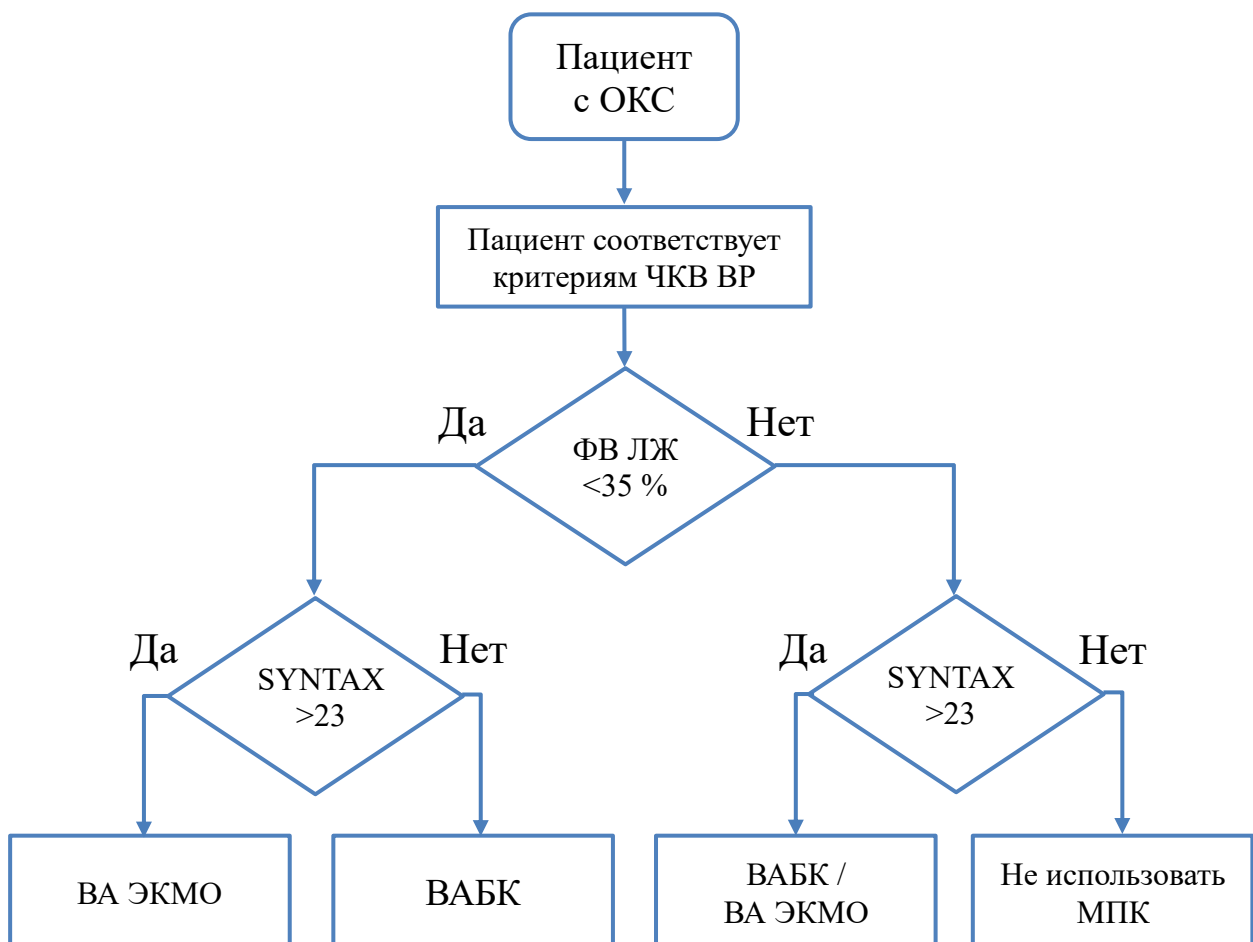 Пациент
с ОКС
Пациент соответствует
критериям ЧКВ ВР
Да
Нет
ФВ ЛЖ
<35 %
Да
Нет
SYNTAX
>23
Да
Нет
SYNTAX
>23
ВА ЭКМО
ВАБК
ВАБК /
ВА ЭКМО
Не использовать
МПК